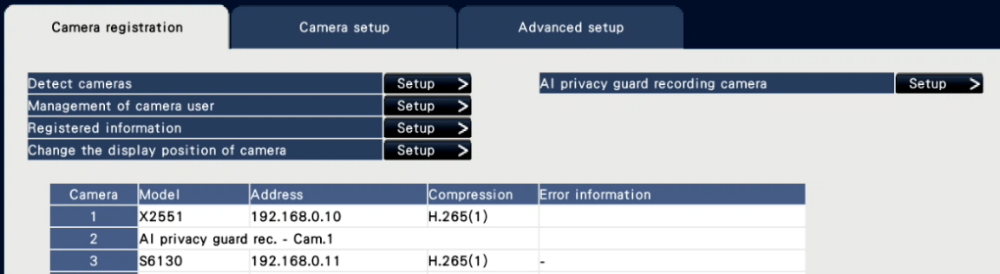 Camera registration Camera setup Advanced setup
Detect cameras Setup > AI privacy guard recording camera Setup >
Management of camera user Setup >
Registered information Setup >
Change the display position of camera Setup >
Camera Model Address Compression Error information
1 X2551 192.168.0.10 H.265(1)
2 AI privacy guard rec. - Cam.1
3 S6130 192.168.0.11 H.265(1) -